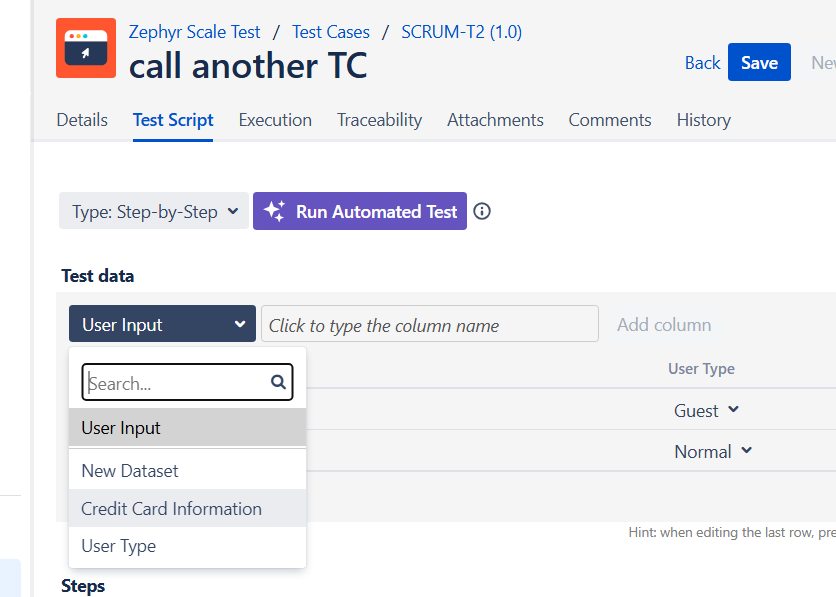 Zephyr Scale Test / Test Cases / SCRUM-T2 (1.0)
call another TC
Back Save
Details Test Script Execution Traceability Attachments Comments History
Type: Step-by-Step Run Automated Test
Test data
User Input Click to type the column name Add column
Search...
User Type
User Input
Guest
New Dataset
Normal
Credit Card Information
User Type
Hint: when editing the last row,
Steps